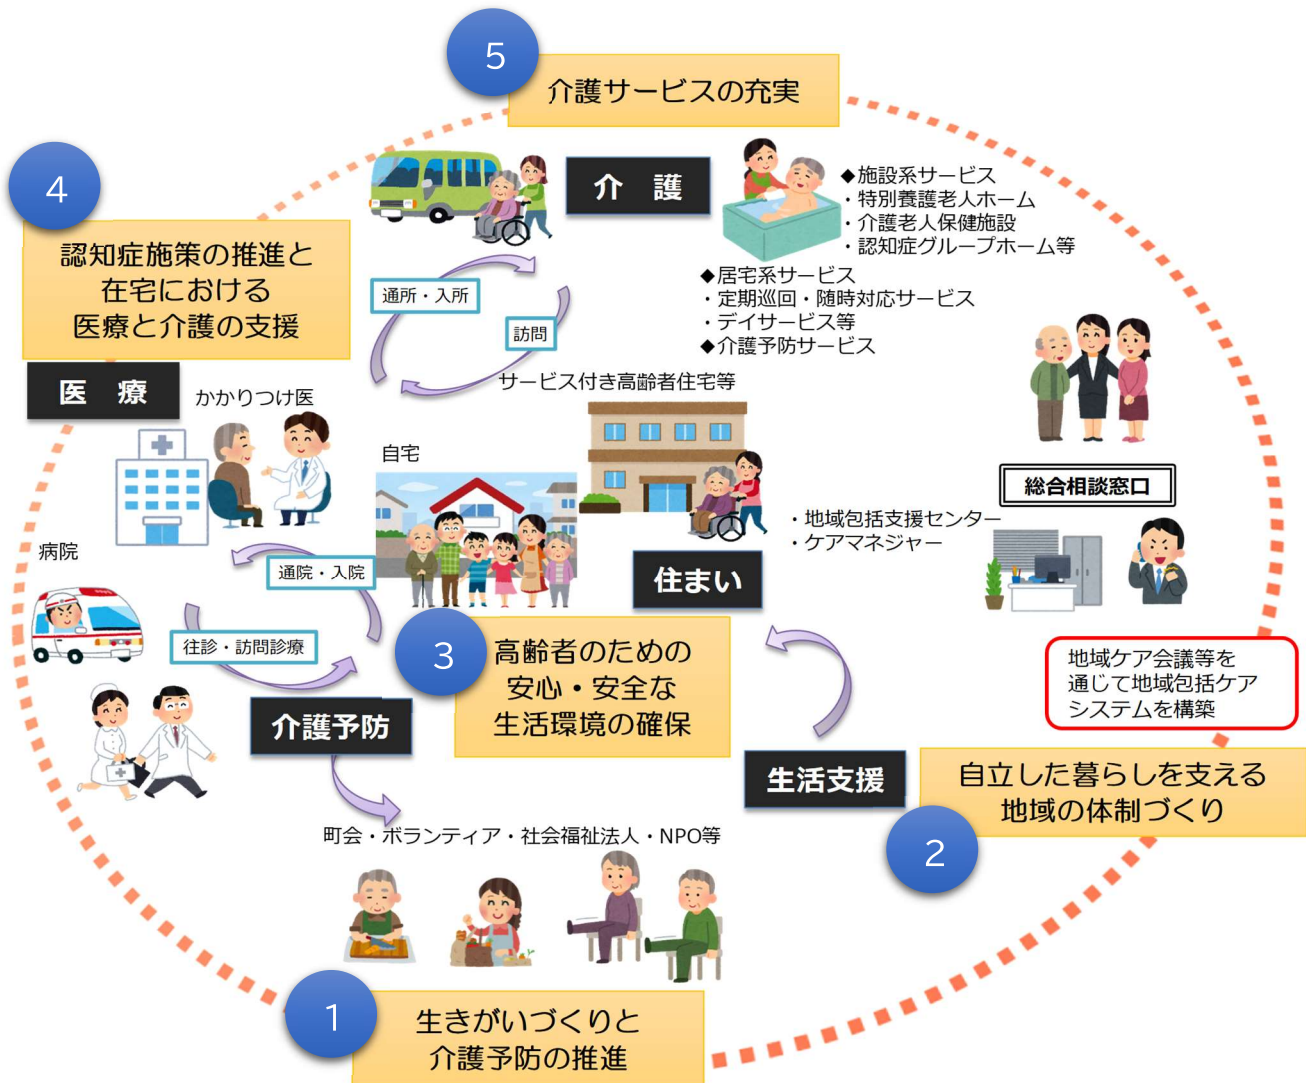 5
介護サービスの充実
介 護
◆施設系サービス
・特別養護老人ホーム
・介護老人保健施設
・認知症グループホーム等
◆居宅系サービス
・定期巡回・随時対応サービス
・デイサービス等
◆介護予防サービス
4
認知症施策の推進と
在宅における
医療と介護の支援
通所・入所
訪問
医 療
かかりつけ医
病院
サービス付き高齢者住宅等
自宅
住まい
通院・入院
往診・訪問診療
総合相談窓口
・地域包括支援センター
・ケアマネジャー
3
高齢者のための
安心・安全な
生活環境の確保
介護予防
地域ケア会議等を
通じて地域包括ケア
システムを構築
生活支援
2
自立した暮らしを支える
地域の体制づくり
町会・ボランティア・社会福祉法人・NPO等
1
生きがいづくりと
介護予防の推進